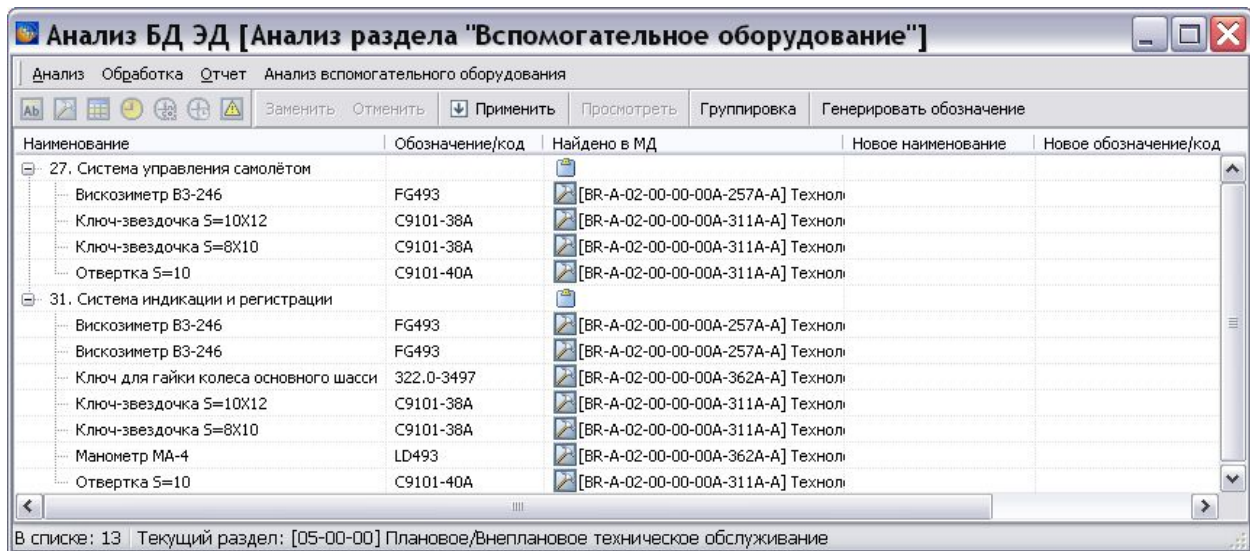 Анализ БД ЭД [Анализ раздела "Вспомогательное оборудование"]
Анализ Обработка Отчет Анализ вспомогательного оборудования
Ab Заменить Отменить Применить Просмотреть Группировка Генерировать обозначение
Наименование Обозначение/код Найдено в МД Новое наименование Новое обозначение/код
27. Система управления самолётом
Вискозиметр ВЗ-246 FG493 [BR-A-02-00-00-00A-257A-A] Технол
Ключ-звездочка S=10X12 C9101-38A [BR-A-02-00-00-00A-311A-A] Технол
Ключ-звездочка S=8X10 C9101-38A [BR-A-02-00-00-00A-311A-A] Технол
Отвертка S=10 C9101-40A [BR-A-02-00-00-00A-311A-A] Технол
31. Система индикации и регистрации
Вискозиметр ВЗ-246 FG493 [BR-A-02-00-00-00A-257A-A] Технол
Вискозиметр ВЗ-246 FG493 [BR-A-02-00-00-00A-257A-A] Технол
Ключ для гайки колеса основного шасси 322.0-3497 [BR-A-02-00-00-00A-362A-A] Технол
Ключ-звездочка S=10X12 C9101-38A [BR-A-02-00-00-00A-311A-A] Технол
Ключ-звездочка S=8X10 C9101-38A [BR-A-02-00-00-00A-311A-A] Технол
Манометр МА-4 LD493 [BR-A-02-00-00-00A-362A-A] Технол
Отвертка S=10 C9101-40A [BR-A-02-00-00-00A-311A-A] Технол
В списке: 13 Текущий раздел: [05-00-00] Плановое/Внеплановое техническое обслуживание